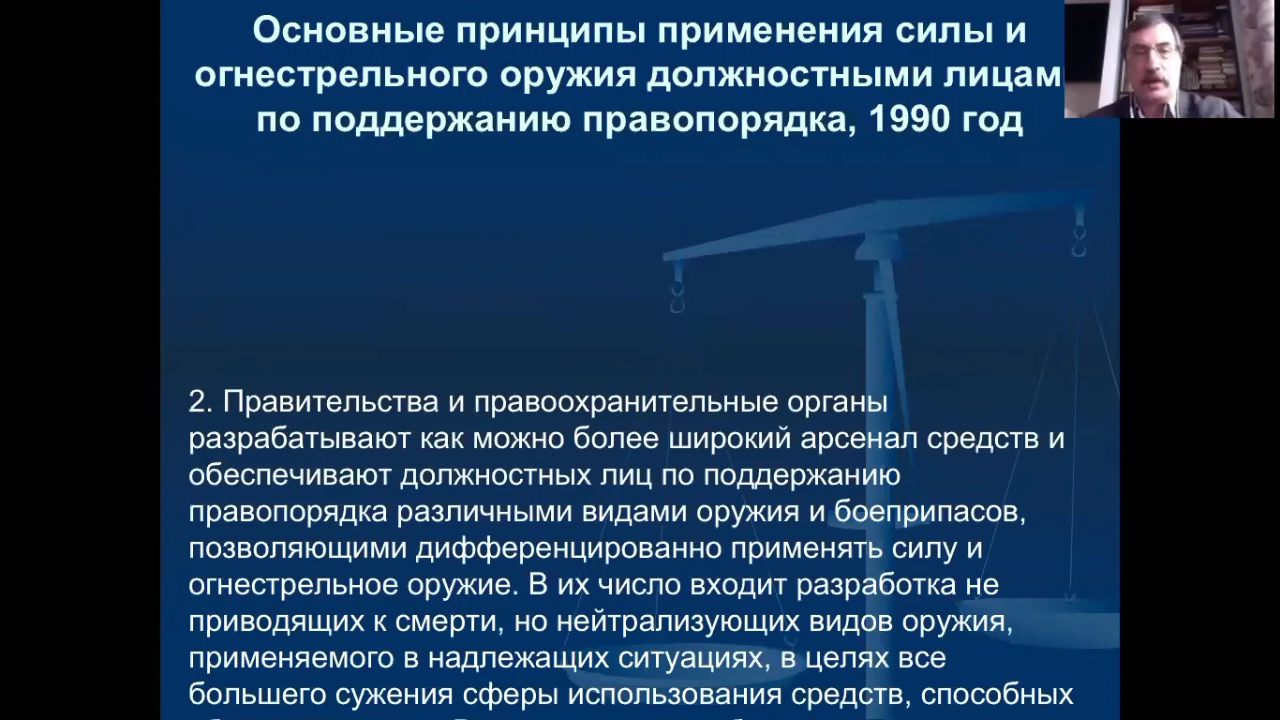 Основные принципы применения силы и
огнестрельного оружия должностными лицам
по поддержанию правопорядка, 1990 год
2. Правительства и правоохранительные органы
разрабатывают как можно более широкий арсенал средств и
обеспечивают должностных лиц по поддержанию
правопорядка различными видами оружия и боеприпасов,
позволяющими дифференцированно применять силу и
огнестрельное оружие. В их число входит разработка не
приводящих к смерти, но нейтрализующих видов оружия,
применяемого в надлежащих ситуациях, в целях все
большего сужения сферы использования средств, способных